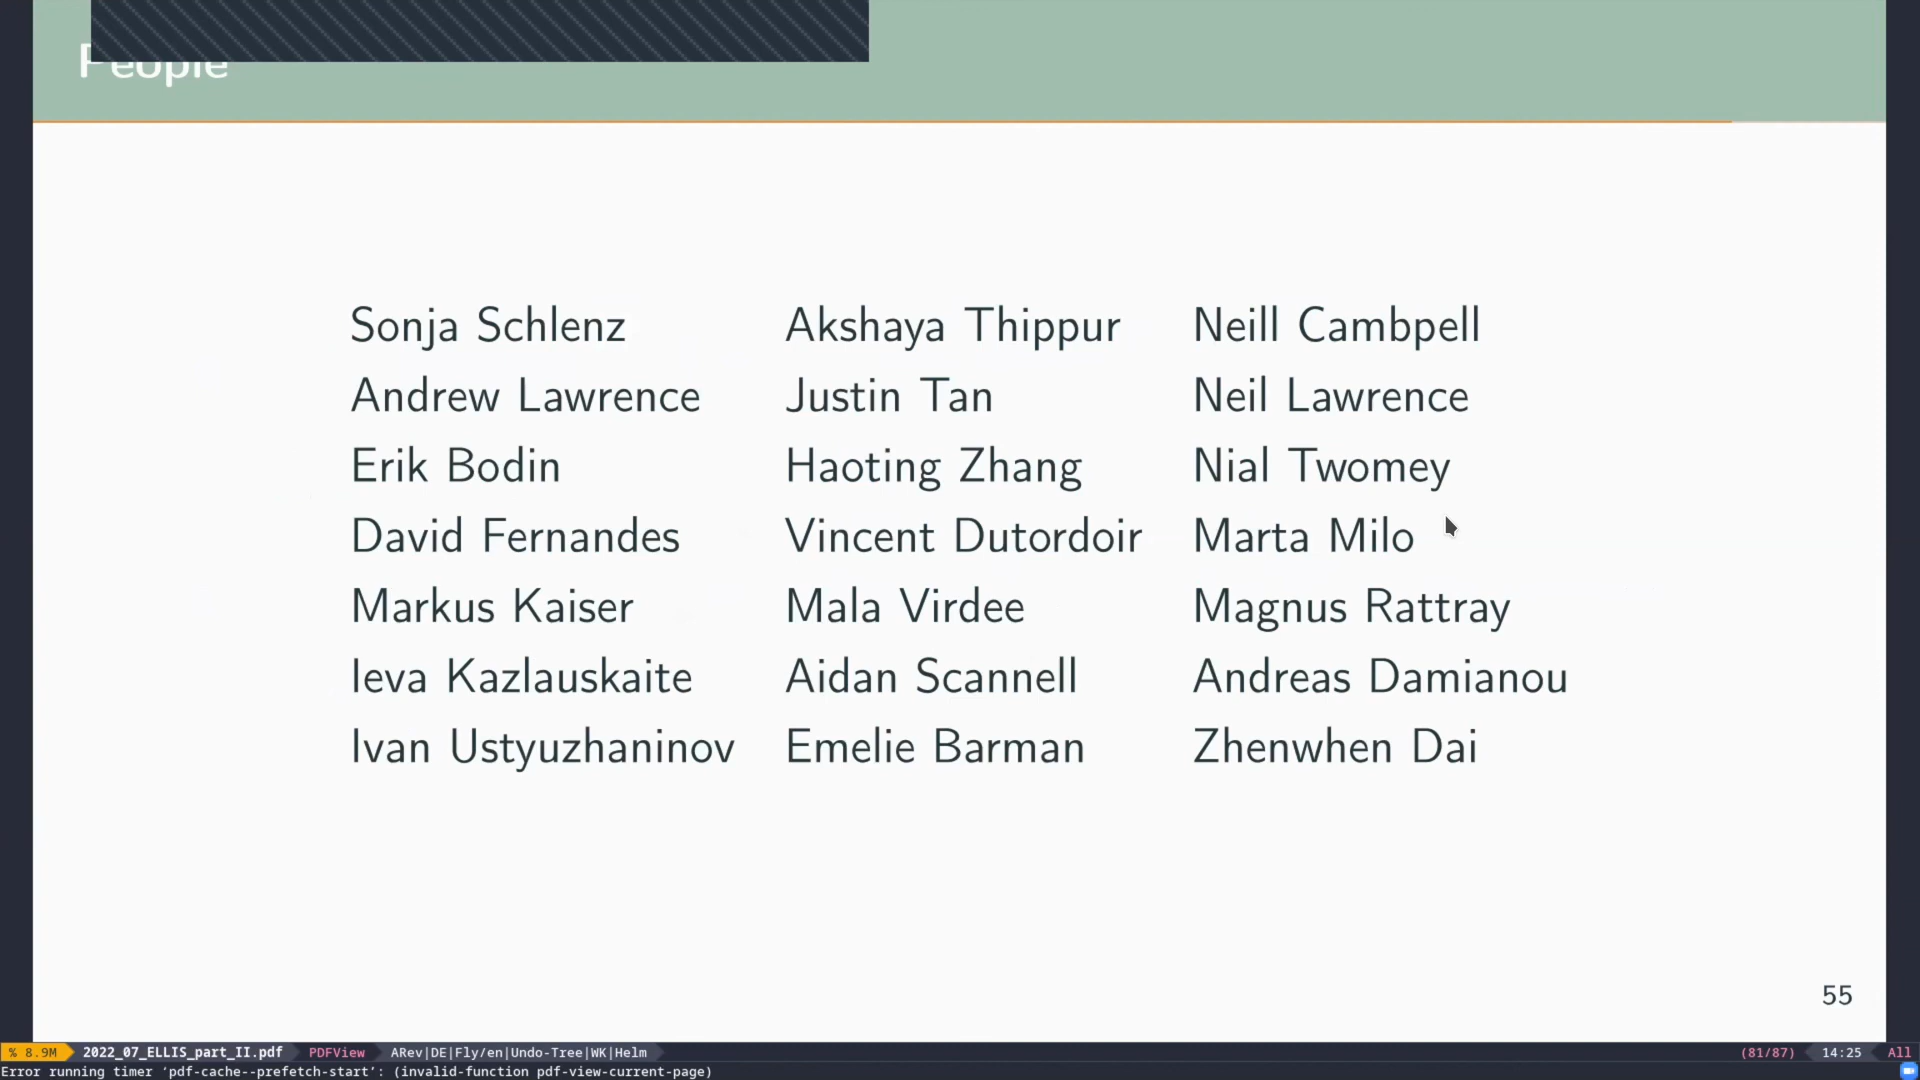 People
Sonja Schlenz Akshaya Thippur Neill Cambpell
Andrew Lawrence Justin Tan Neil Lawrence
Erik Bodin Haoting Zhang Nial Twomey
David Fernandes Vincent Dutordoir Marta Milo
Markus Kaiser Mala Virdee Magnus Rattray
Ieva Kazlauskaite Aidan Scannell Andreas Damianou
Ivan Ustyuzhaninov Emelie Barman Zhenwhen Dai
55
% 8.9M 2022_07_ELLIS_part_II.pdf PDFView ARev|DE|Fly/en|Undo-Tree|WK|Helm (81/87) 14:25 All
Error running timer ‘pdf-cache--prefetch-start’: (invalid-function pdf-view-current-page)